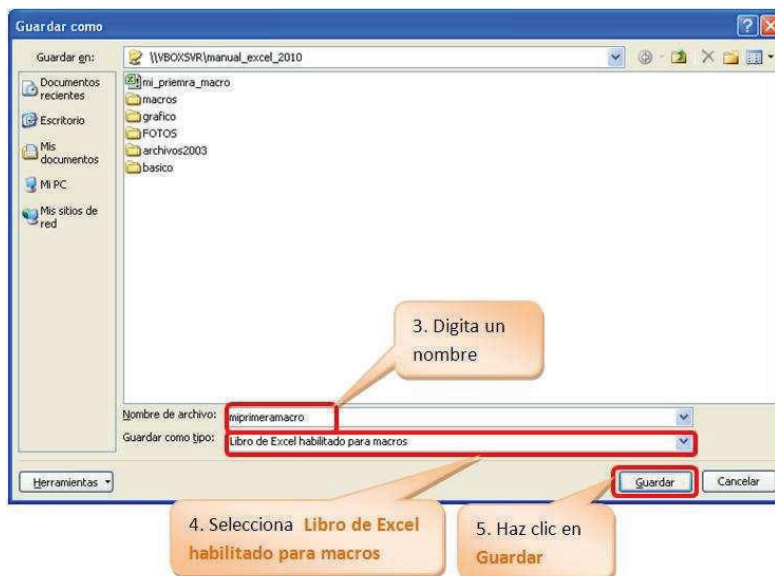 Guardar como
Guardar en:
\\VBOXSVR\manual_excel_2010
Documentos recientes
Escritorio
Mis documentos
Mi PC
Mis sitios de red
mi_priemra_macro
macros
grafico
FOTOS
archivos2003
basico
3. Digita un
nombre
Nombre de archivo:
miprimeramacro
Guardar como tipo:
Libro de Excel habilitado para macros
Herramientas
Guardar
Cancelar
4. Selecciona Libro de Excel
habilitado para macros
5. Haz clic en
Guardar